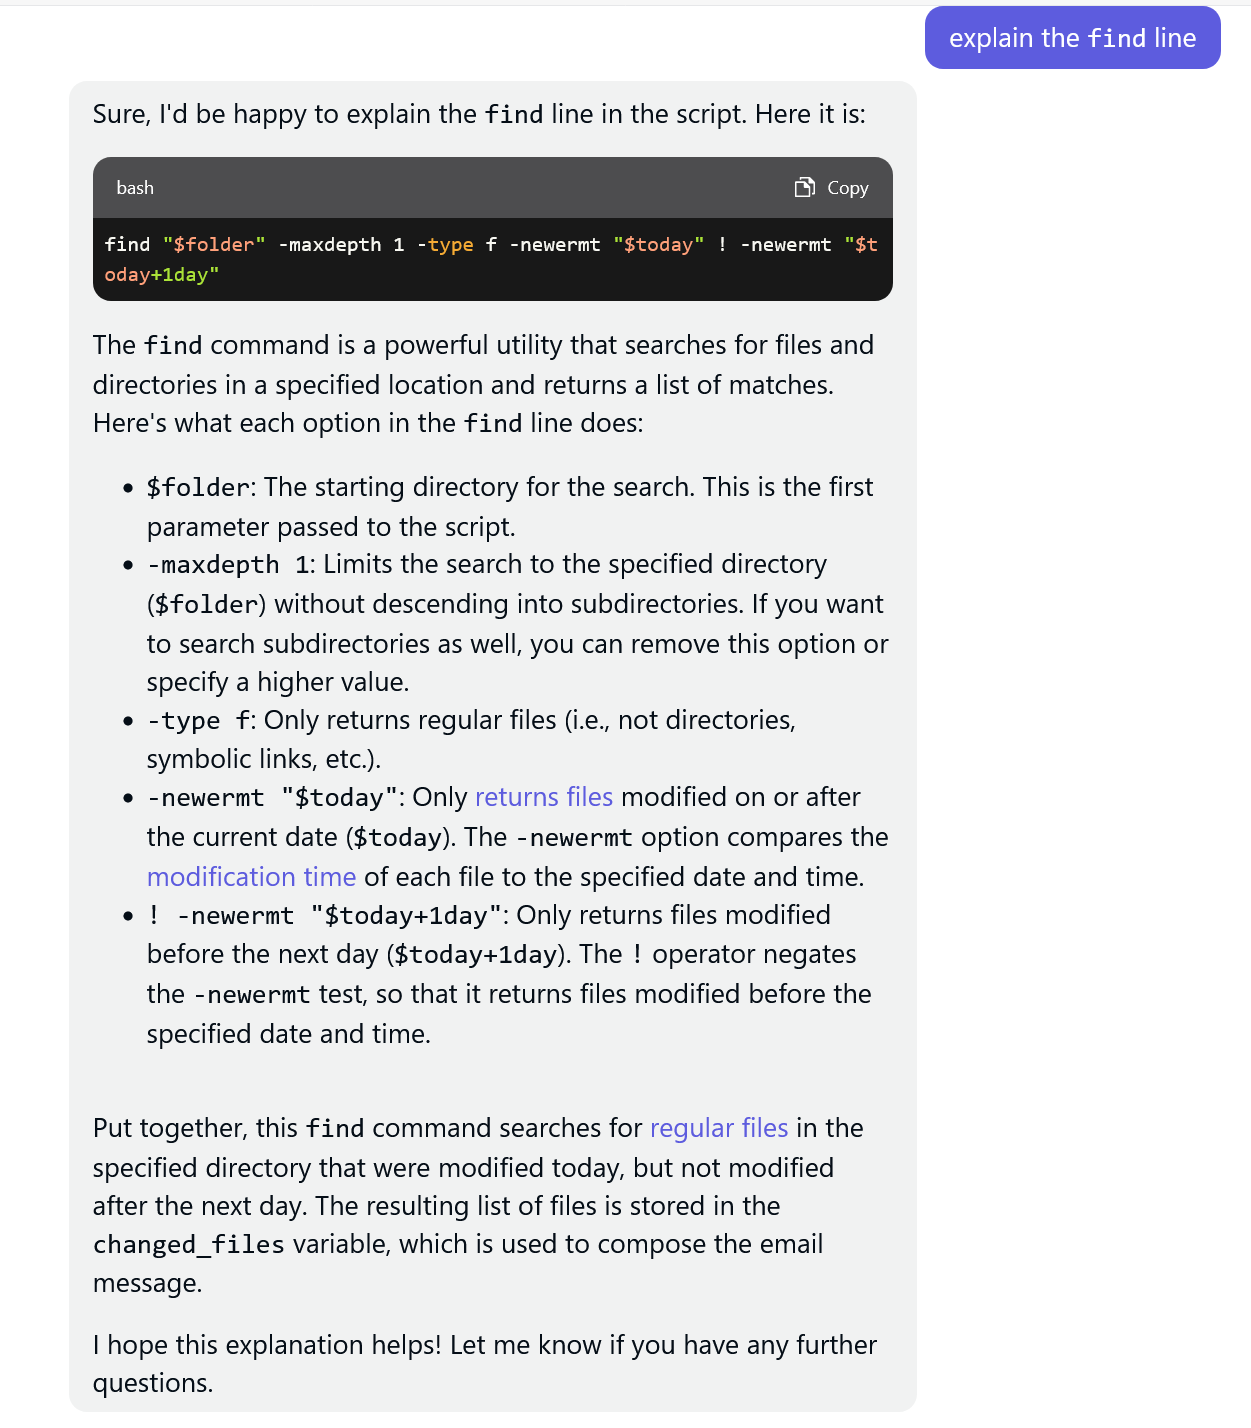 explain the find line
Sure, I'd be happy to explain the find line in the script. Here it is:
bash
Copy
find "$folder" -maxdepth 1 -type f -newermt "$today" ! -newermt "$t
oday+1day"
The find command is a powerful utility that searches for files and
directories in a specified location and returns a list of matches.
Here's what each option in the find line does:
• $folder: The starting directory for the search. This is the first
parameter passed to the script.
• -maxdepth 1: Limits the search to the specified directory
($folder) without descending into subdirectories. If you want
to search subdirectories as well, you can remove this option or
specify a higher value.
• -type f: Only returns regular files (i.e., not directories,
symbolic links, etc.).
• -newermt "$today": Only returns files modified on or after
the current date ($today). The -newermt option compares the
modification time of each file to the specified date and time.
• ! -newermt "$today+1day": Only returns files modified
before the next day ($today+1day). The ! operator negates
the -newermt test, so that it returns files modified before the
specified date and time.
Put together, this find command searches for regular files in the
specified directory that were modified today, but not modified
after the next day. The resulting list of files is stored in the
changed_files variable, which is used to compose the email
message.
I hope this explanation helps! Let me know if you have any further
questions.